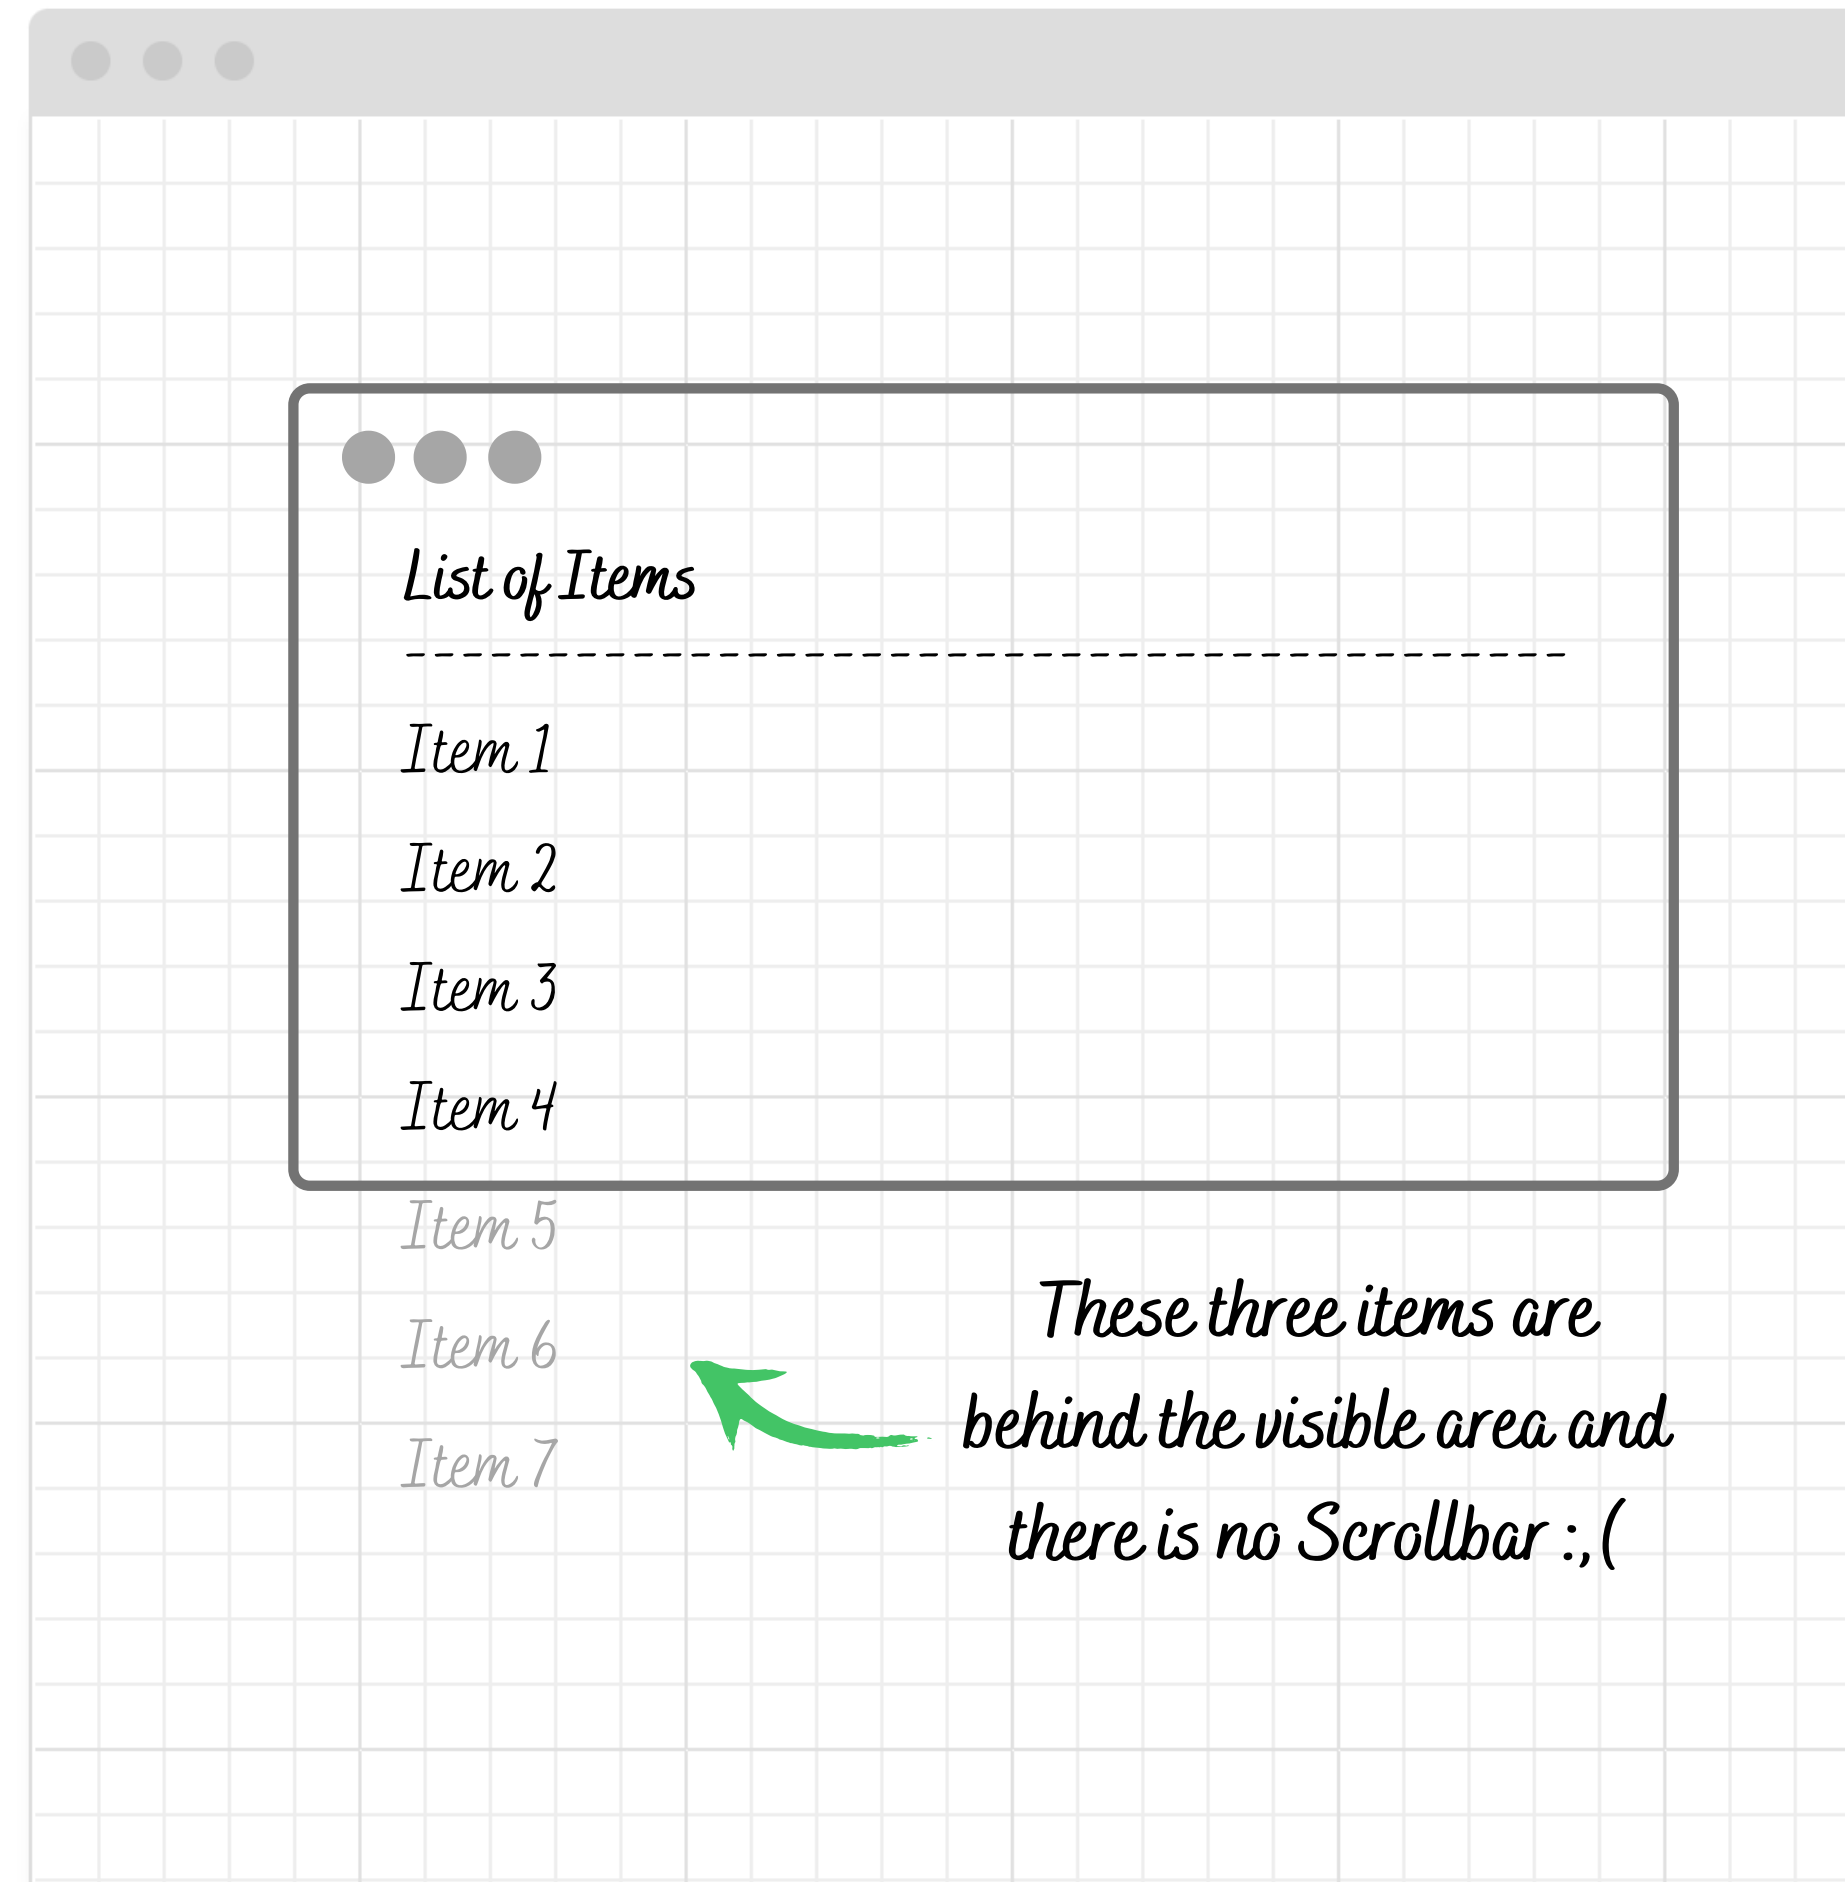 List of Items
Item 1
Item 2
Item 3
Item 4
Item 5
Item 6
Item 7
These three items are
behind the visible area and
there is no Scrollbar :,(